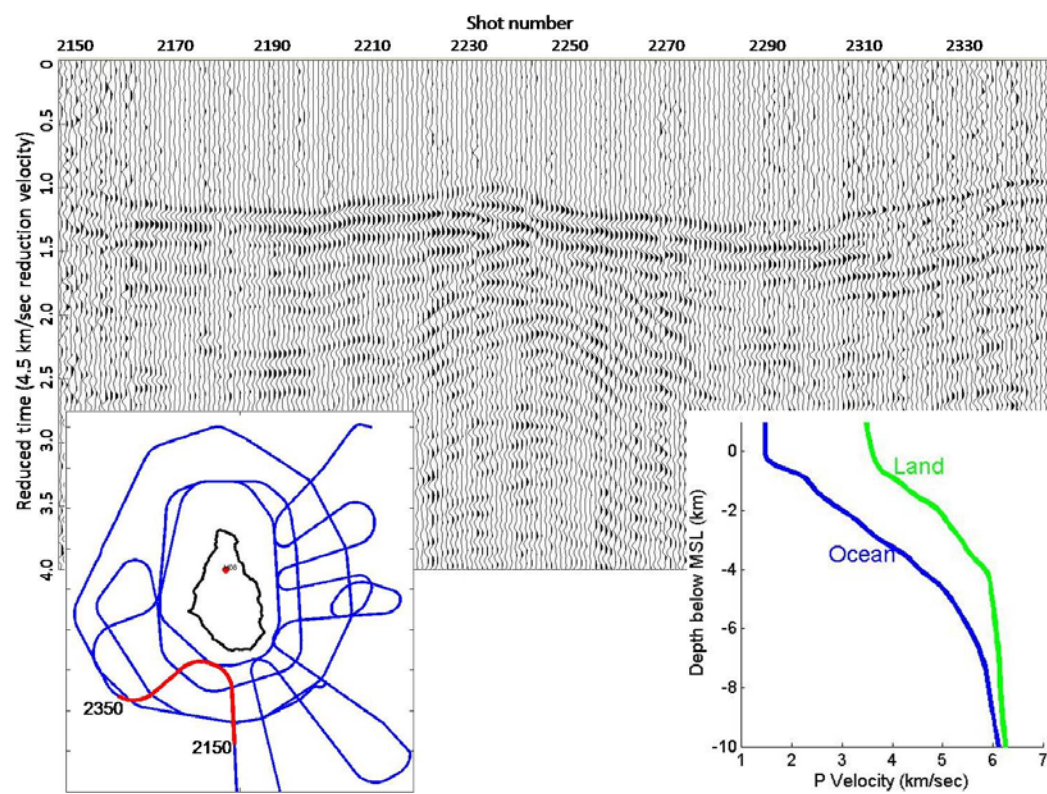 Shot number
2150 2170 2190 2210 2230 2250 2270 2290 2310 2330
Reduced time (4.5 km/sec reduction velocity)
0
0.5
1.0
1.5
2.0
2.5
3.0
3.5
4.0
2350
2150
Land
Ocean
Depth below MSL (km)
0
-2
-4
-6
-8
-10
1 2 3 4 5 6 7
P Velocity (km/sec)